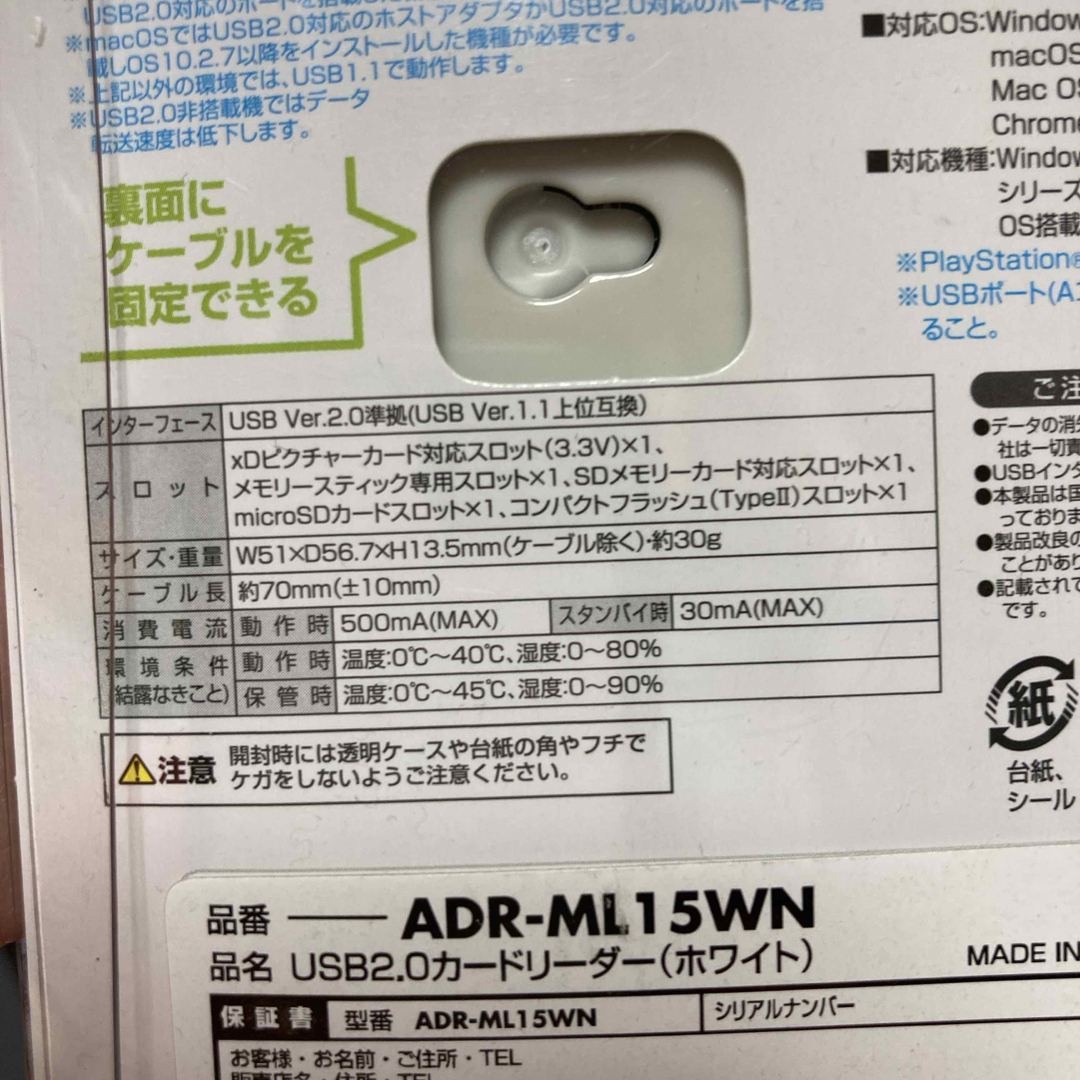 USB2.0対応のポートを搭載した
※macOSではUSB2.0対応のホストアダプタかUSB2.0対応のポートを搭
載しOS10.2.7以降をインストールした機種が必要です。
※上記以外の環境では、USB1.1で動作します。
※USB2.0非搭載機ではデータ
転送速度は低下します。
裏面に
ケーブルを
固定できる
■対応OS:Window
macOS
Mac OS
Chrome
■対応機種:Window
シリーズ
OS搭載
※PlayStation®
※USBポート(Aコ
ること。
インターフェース USB Ver.2.0準拠(USB Ver.1.1上位互換)
スロット xDピクチャーカード対応スロット(3.3V)×1、
メモリースティック専用スロット×1、SDメモリーカード対応スロット×1、
microSDカードスロット×1、コンパクトフラッシュ(TypeⅡ)スロット×1
サイズ・重量 W51×D56.7×H13.5mm(ケーブル除く)・約30g
ケーブル長 約70mm(±10mm)
消費電流 動作時 500mA(MAX) スタンバイ時 30mA(MAX)
環境条件 動作時 温度:0℃～40℃、湿度:0～80%
(結露なきこと) 保管時 温度:0℃～45℃、湿度:0～90%
⚠注意 開封時には透明ケースや台紙の角やフチで
ケガをしないようご注意ください。
ご注
●データの消失
社は一切責
●USBインタ
●本製品は国
っておりま
●製品改良の
ことがあり
●記載されて
です。
紙
台紙、
シール
品番 ADR-ML15WN
品名 USB2.0カードリーダー(ホワイト)
MADE IN
保証書 型番 ADR-ML15WN シリアルナンバー
お客様・お名前・ご住所・TEL
販売店名・住所・TEL